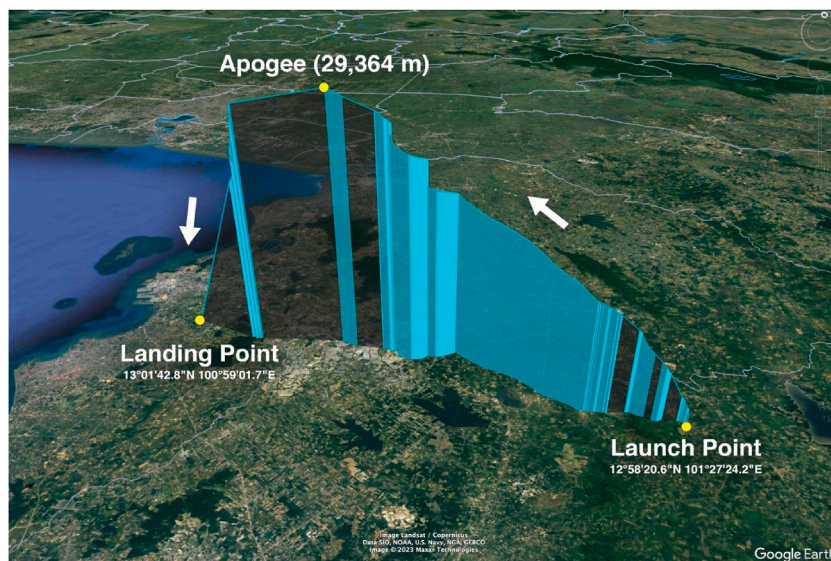 Apogee (29,364 m)
Landing Point
13°01'42.8"N 100°59'01.7"E
Launch Point
12°58'20.6"N 101°27'24.2"E
Image Landsat / Copernicus
Data SIO, NOAA, U.S. Navy, NGA, GEBCO
Image © 2023 Maxar Technologies
Google Earth